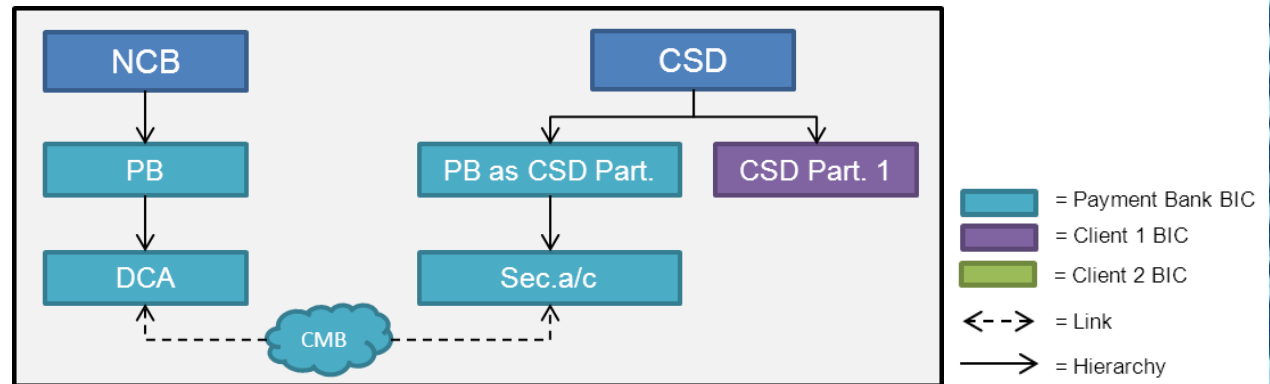 NCB
CSD
PB
PB as CSD Part.
CSD Part. 1
DCA
Sec.a/c
CMB
= Payment Bank BIC
= Client 1 BIC
= Client 2 BIC
= Link
= Hierarchy